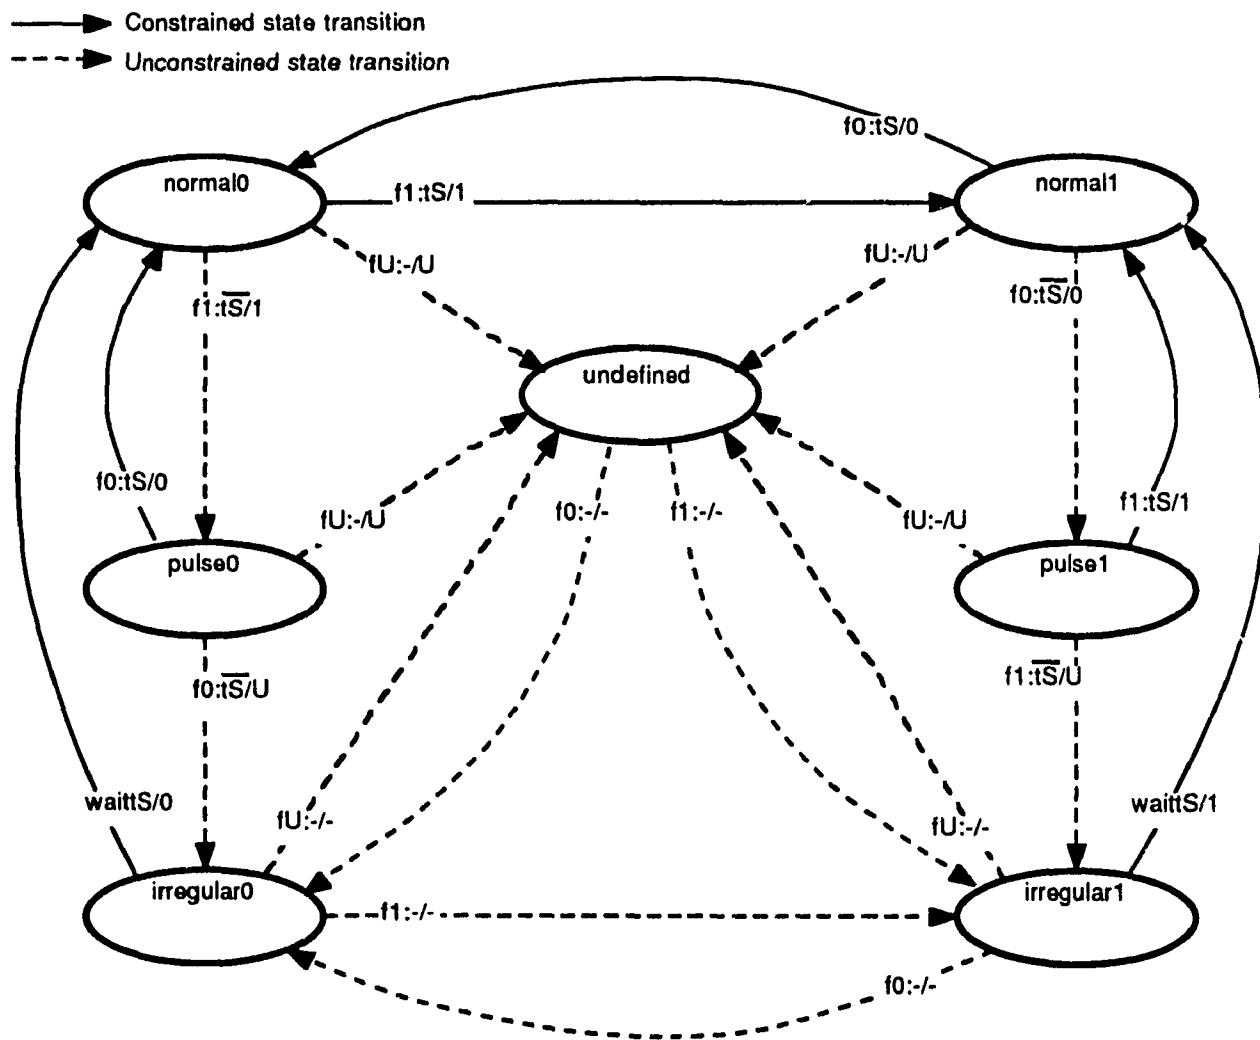 Constrained state transition
Unconstrained state transition
f0:tS/0
normal0
normal1
f1:tS/1
fU:-/U
fU:-/U
f1:t̅S̅/1
f0:t̅S̅/0
undefined
f0:tS/0
fU:-/U
f0:-/-
f1:-/-
fU:-/U
f1:tS/1
pulse0
pulse1
f0:t̅S̅/U
f1:t̅S̅/U
waittS/0
fU:-/-
fU:-/-
waittS/1
irregular0
irregular1
f1:-/-
f0:-/-